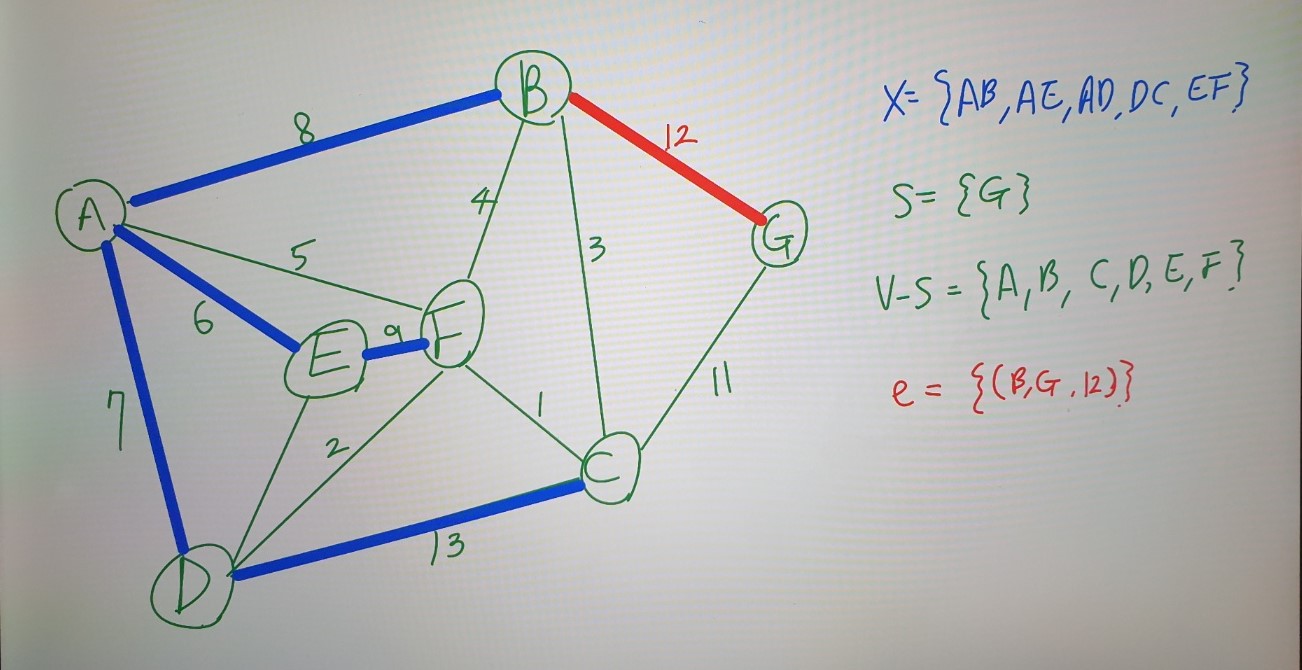 B
8
12
X= {AB, AE, AD, DC, EF}
A
4
S= {G}
5
3
G
V-S = {A, B, C, D, E, F}
6
E
9
F
7
11
e = {(B,G,12)}
1
2
C
13
D